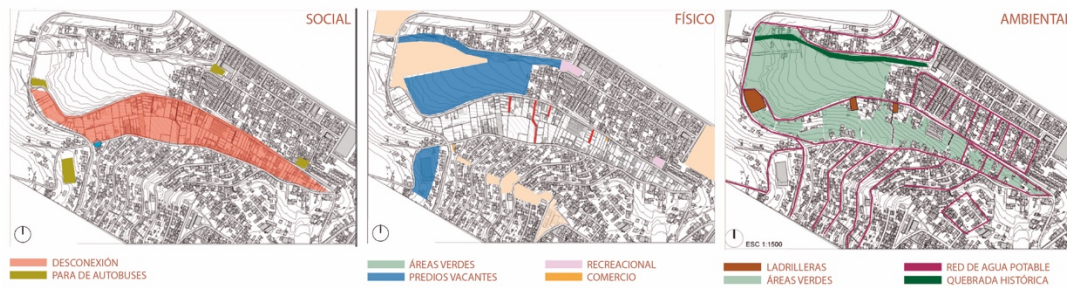 SOCIAL
DESCONEXIÓN
PARA DE AUTOBUSES
FÍSICO
ÁREAS VERDES
PREDIOS VACANTES
RECREACIONAL
COMERCIO
AMBIENTAL
ESC 1:1500
LADRILLERAS
ÁREAS VERDES
RED DE AGUA POTABLE
QUEBRADA HISTÓRICA